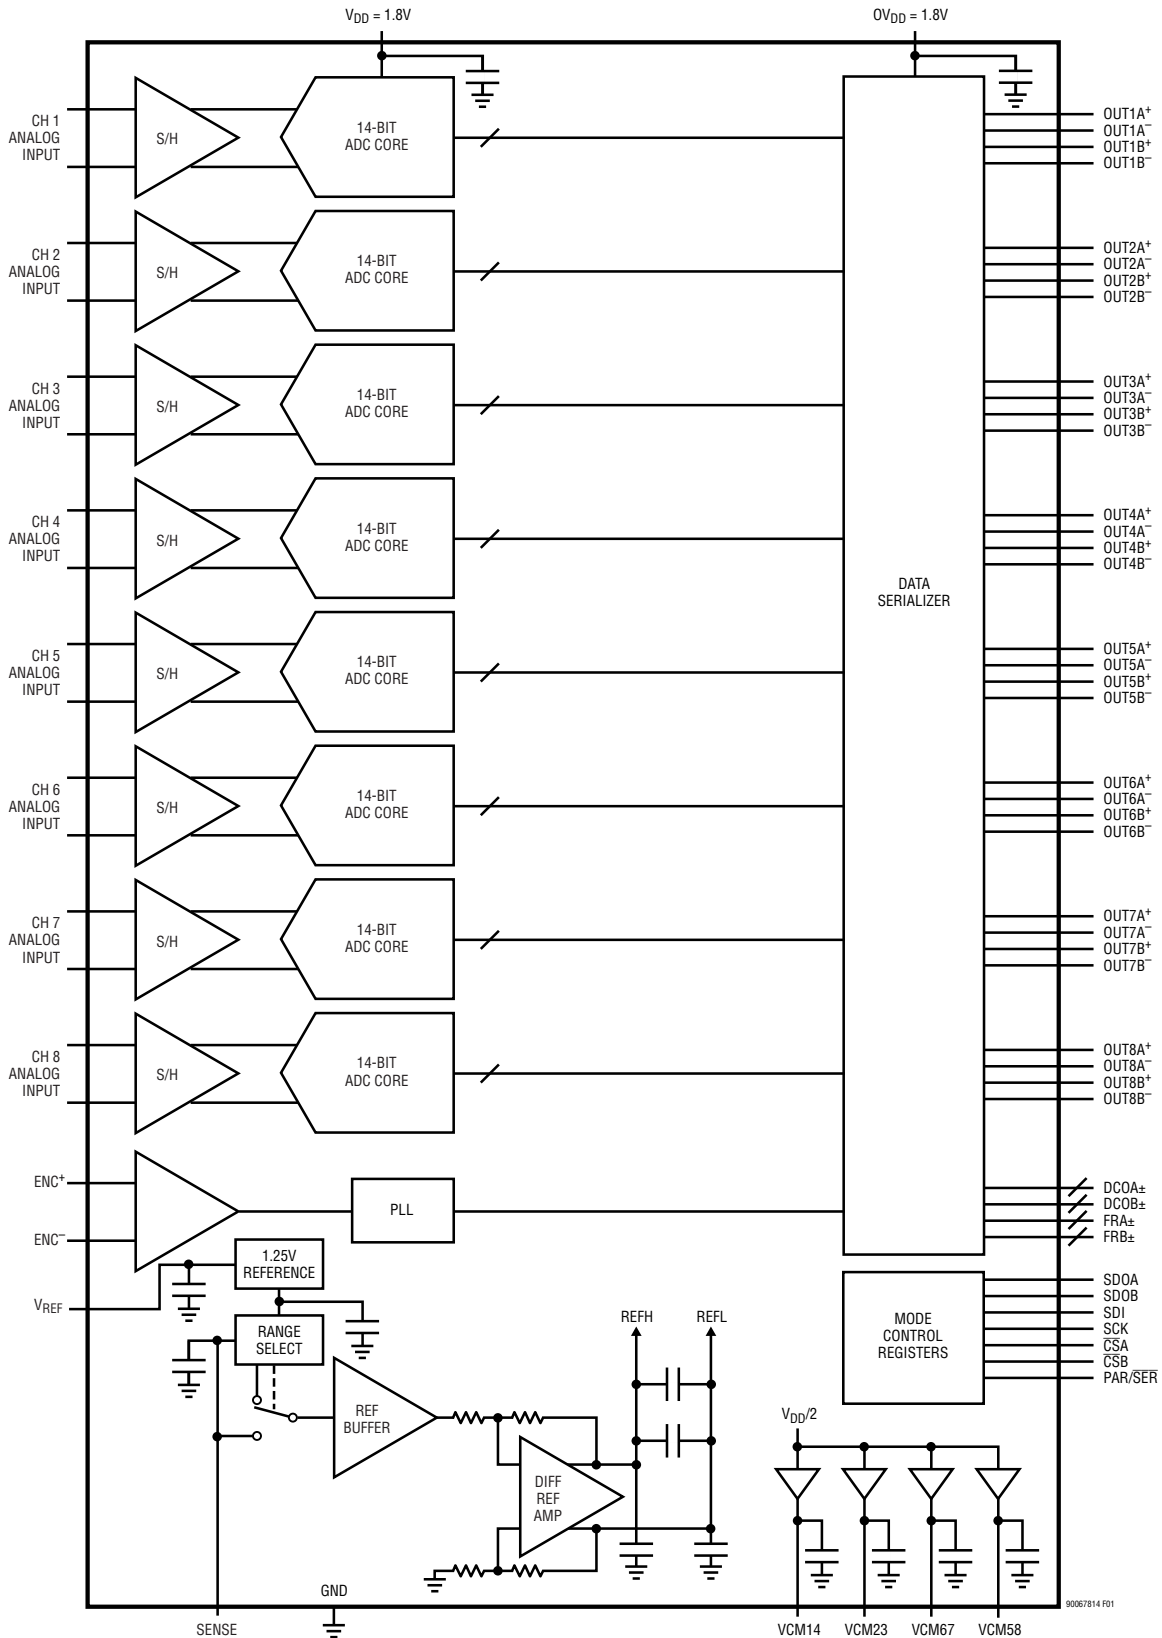 V_DD = 1.8V
OV_DD = 1.8V
CH 1
ANALOG
INPUT
S/H
14-BIT
ADC CORE
OUT1A⁺
OUT1A⁻
OUT1B⁺
OUT1B⁻
CH 2
ANALOG
INPUT
S/H
14-BIT
ADC CORE
OUT2A⁺
OUT2A⁻
OUT2B⁺
OUT2B⁻
CH 3
ANALOG
INPUT
S/H
14-BIT
ADC CORE
OUT3A⁺
OUT3A⁻
OUT3B⁺
OUT3B⁻
CH 4
ANALOG
INPUT
S/H
14-BIT
ADC CORE
OUT4A⁺
OUT4A⁻
OUT4B⁺
OUT4B⁻
DATA
SERIALIZER
CH 5
ANALOG
INPUT
S/H
14-BIT
ADC CORE
OUT5A⁺
OUT5A⁻
OUT5B⁺
OUT5B⁻
CH 6
ANALOG
INPUT
S/H
14-BIT
ADC CORE
OUT6A⁺
OUT6A⁻
OUT6B⁺
OUT6B⁻
CH 7
ANALOG
INPUT
S/H
14-BIT
ADC CORE
OUT7A⁺
OUT7A⁻
OUT7B⁺
OUT7B⁻
CH 8
ANALOG
INPUT
S/H
14-BIT
ADC CORE
OUT8A⁺
OUT8A⁻
OUT8B⁺
OUT8B⁻
ENC⁺
ENC⁻
PLL
DCOA±
DCOB±
FRA±
FRB±
1.25V
REFERENCE
V_REF
RANGE
SELECT
REF
BUFFER
REFH
REFL
DIFF
REF
AMP
MODE
CONTROL
REGISTERS
SDOA
SDOB
SDI
SCK
C̅S̅A
C̅S̅B
PAR/S̅E̅R̅
V_DD/2
GND
SENSE
VCM14
VCM23
VCM67
VCM58
90067814 F01